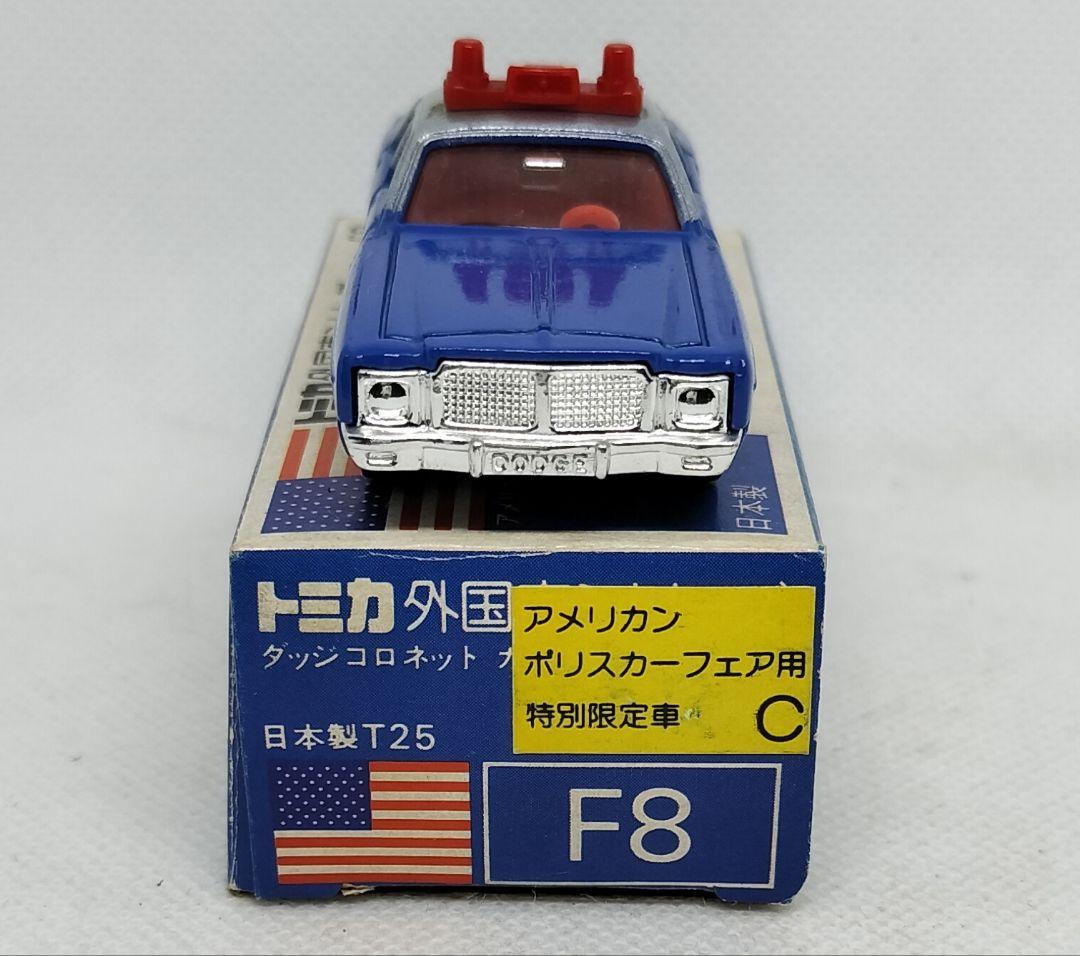 DODGE
日本製
トミカ 外国
ダッジコロネット カ
アメリカン
ポリスカーフェア用
特別限定車 C
日本製T25
F8